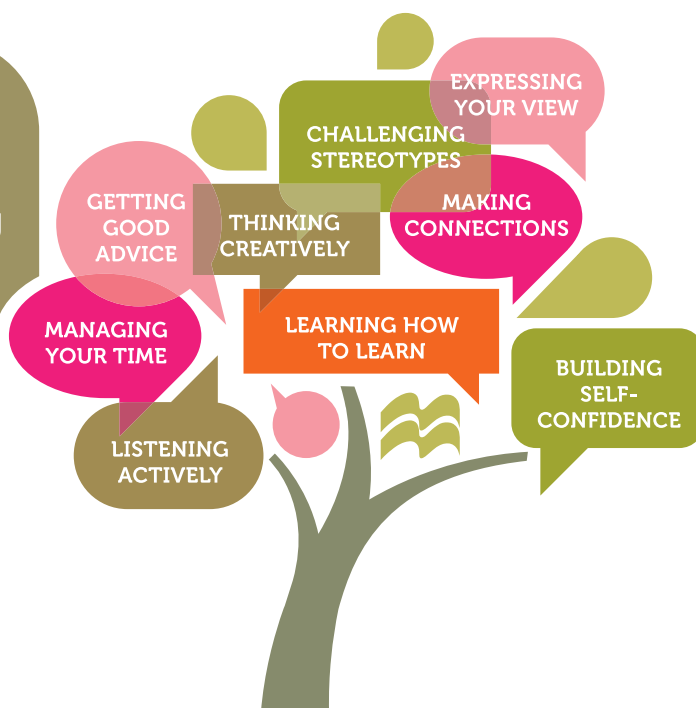 EXPRESSING
YOUR VIEW
CHALLENGING
STEREOTYPES
GETTING
GOOD
ADVICE
THINKING
CREATIVELY
MAKING
CONNECTIONS
MANAGING
YOUR TIME
LEARNING HOW
TO LEARN
BUILDING
SELF-
CONFIDENCE
LISTENING
ACTIVELY